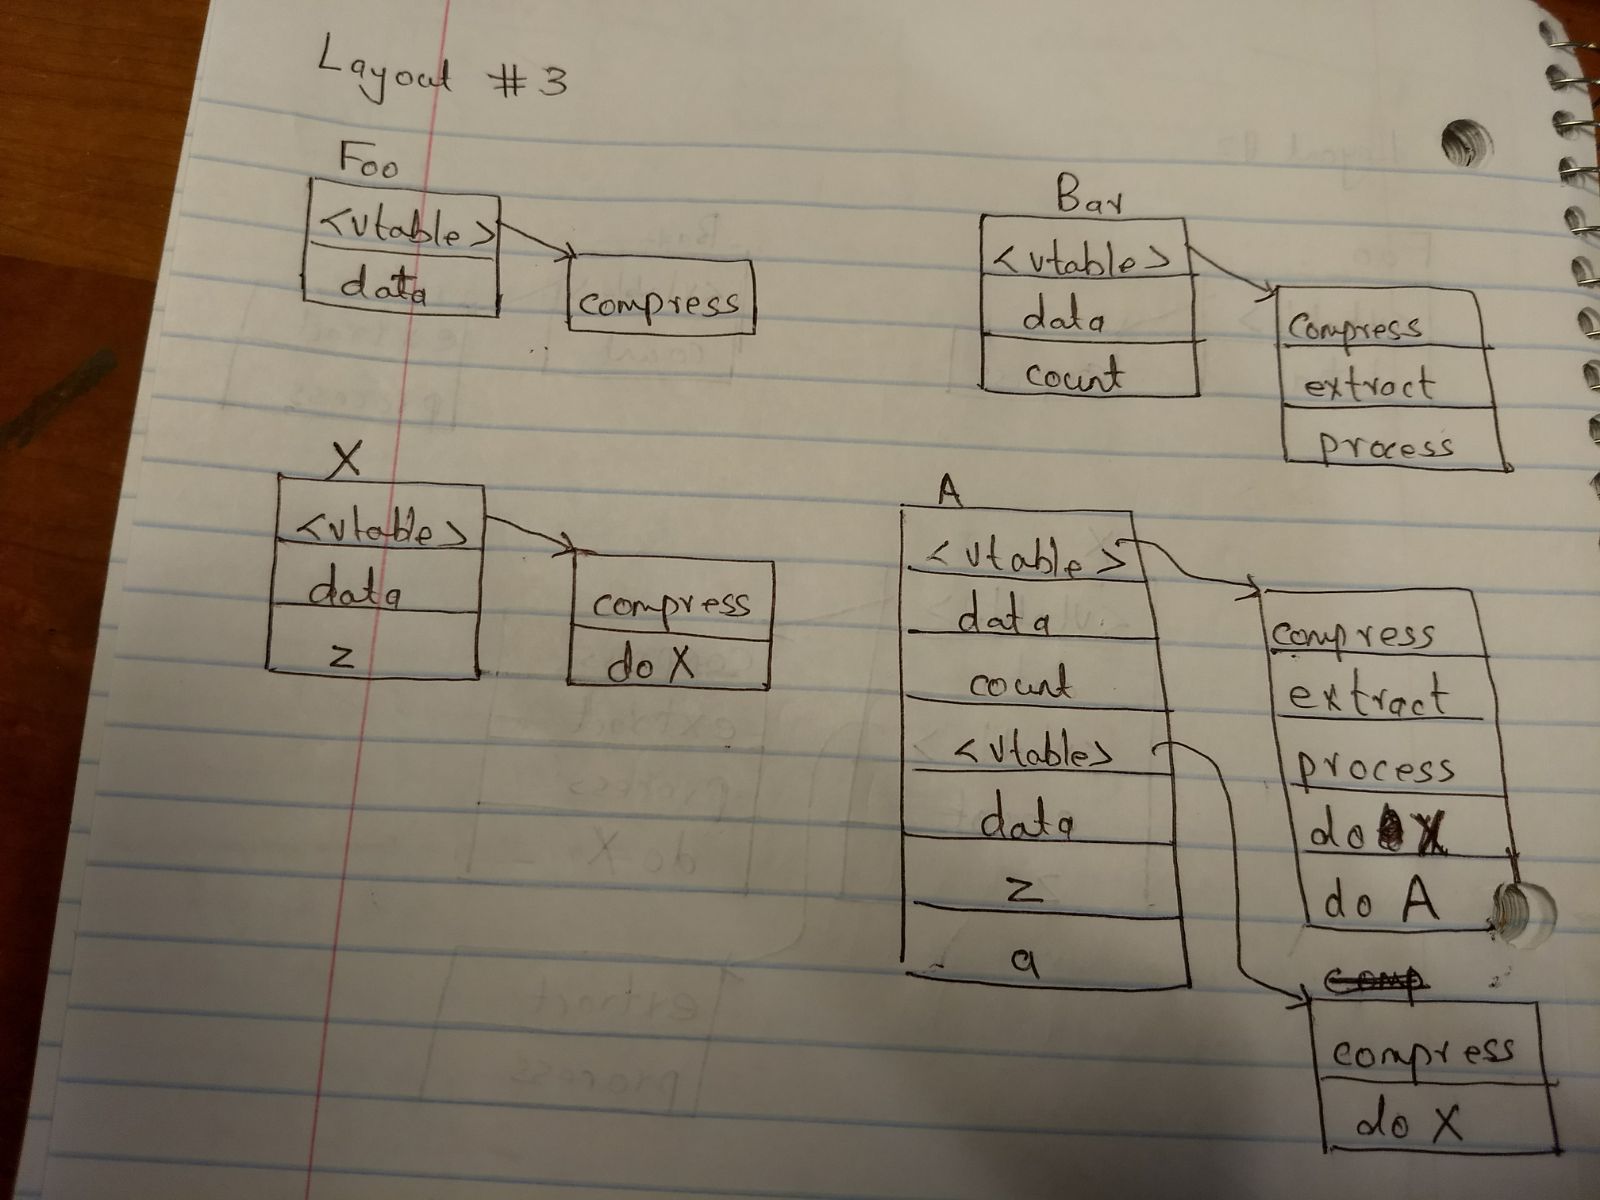 Layout #3
Foo
<vtable>
data
compress
Bar
<vtable>
data
count
compress
extract
process
X
<vtable>
data
z
compress
do X
A
<vtable>
data
count
<vtable>
data
z
a
compress
extract
process
do X
do A
comp
compress
do X